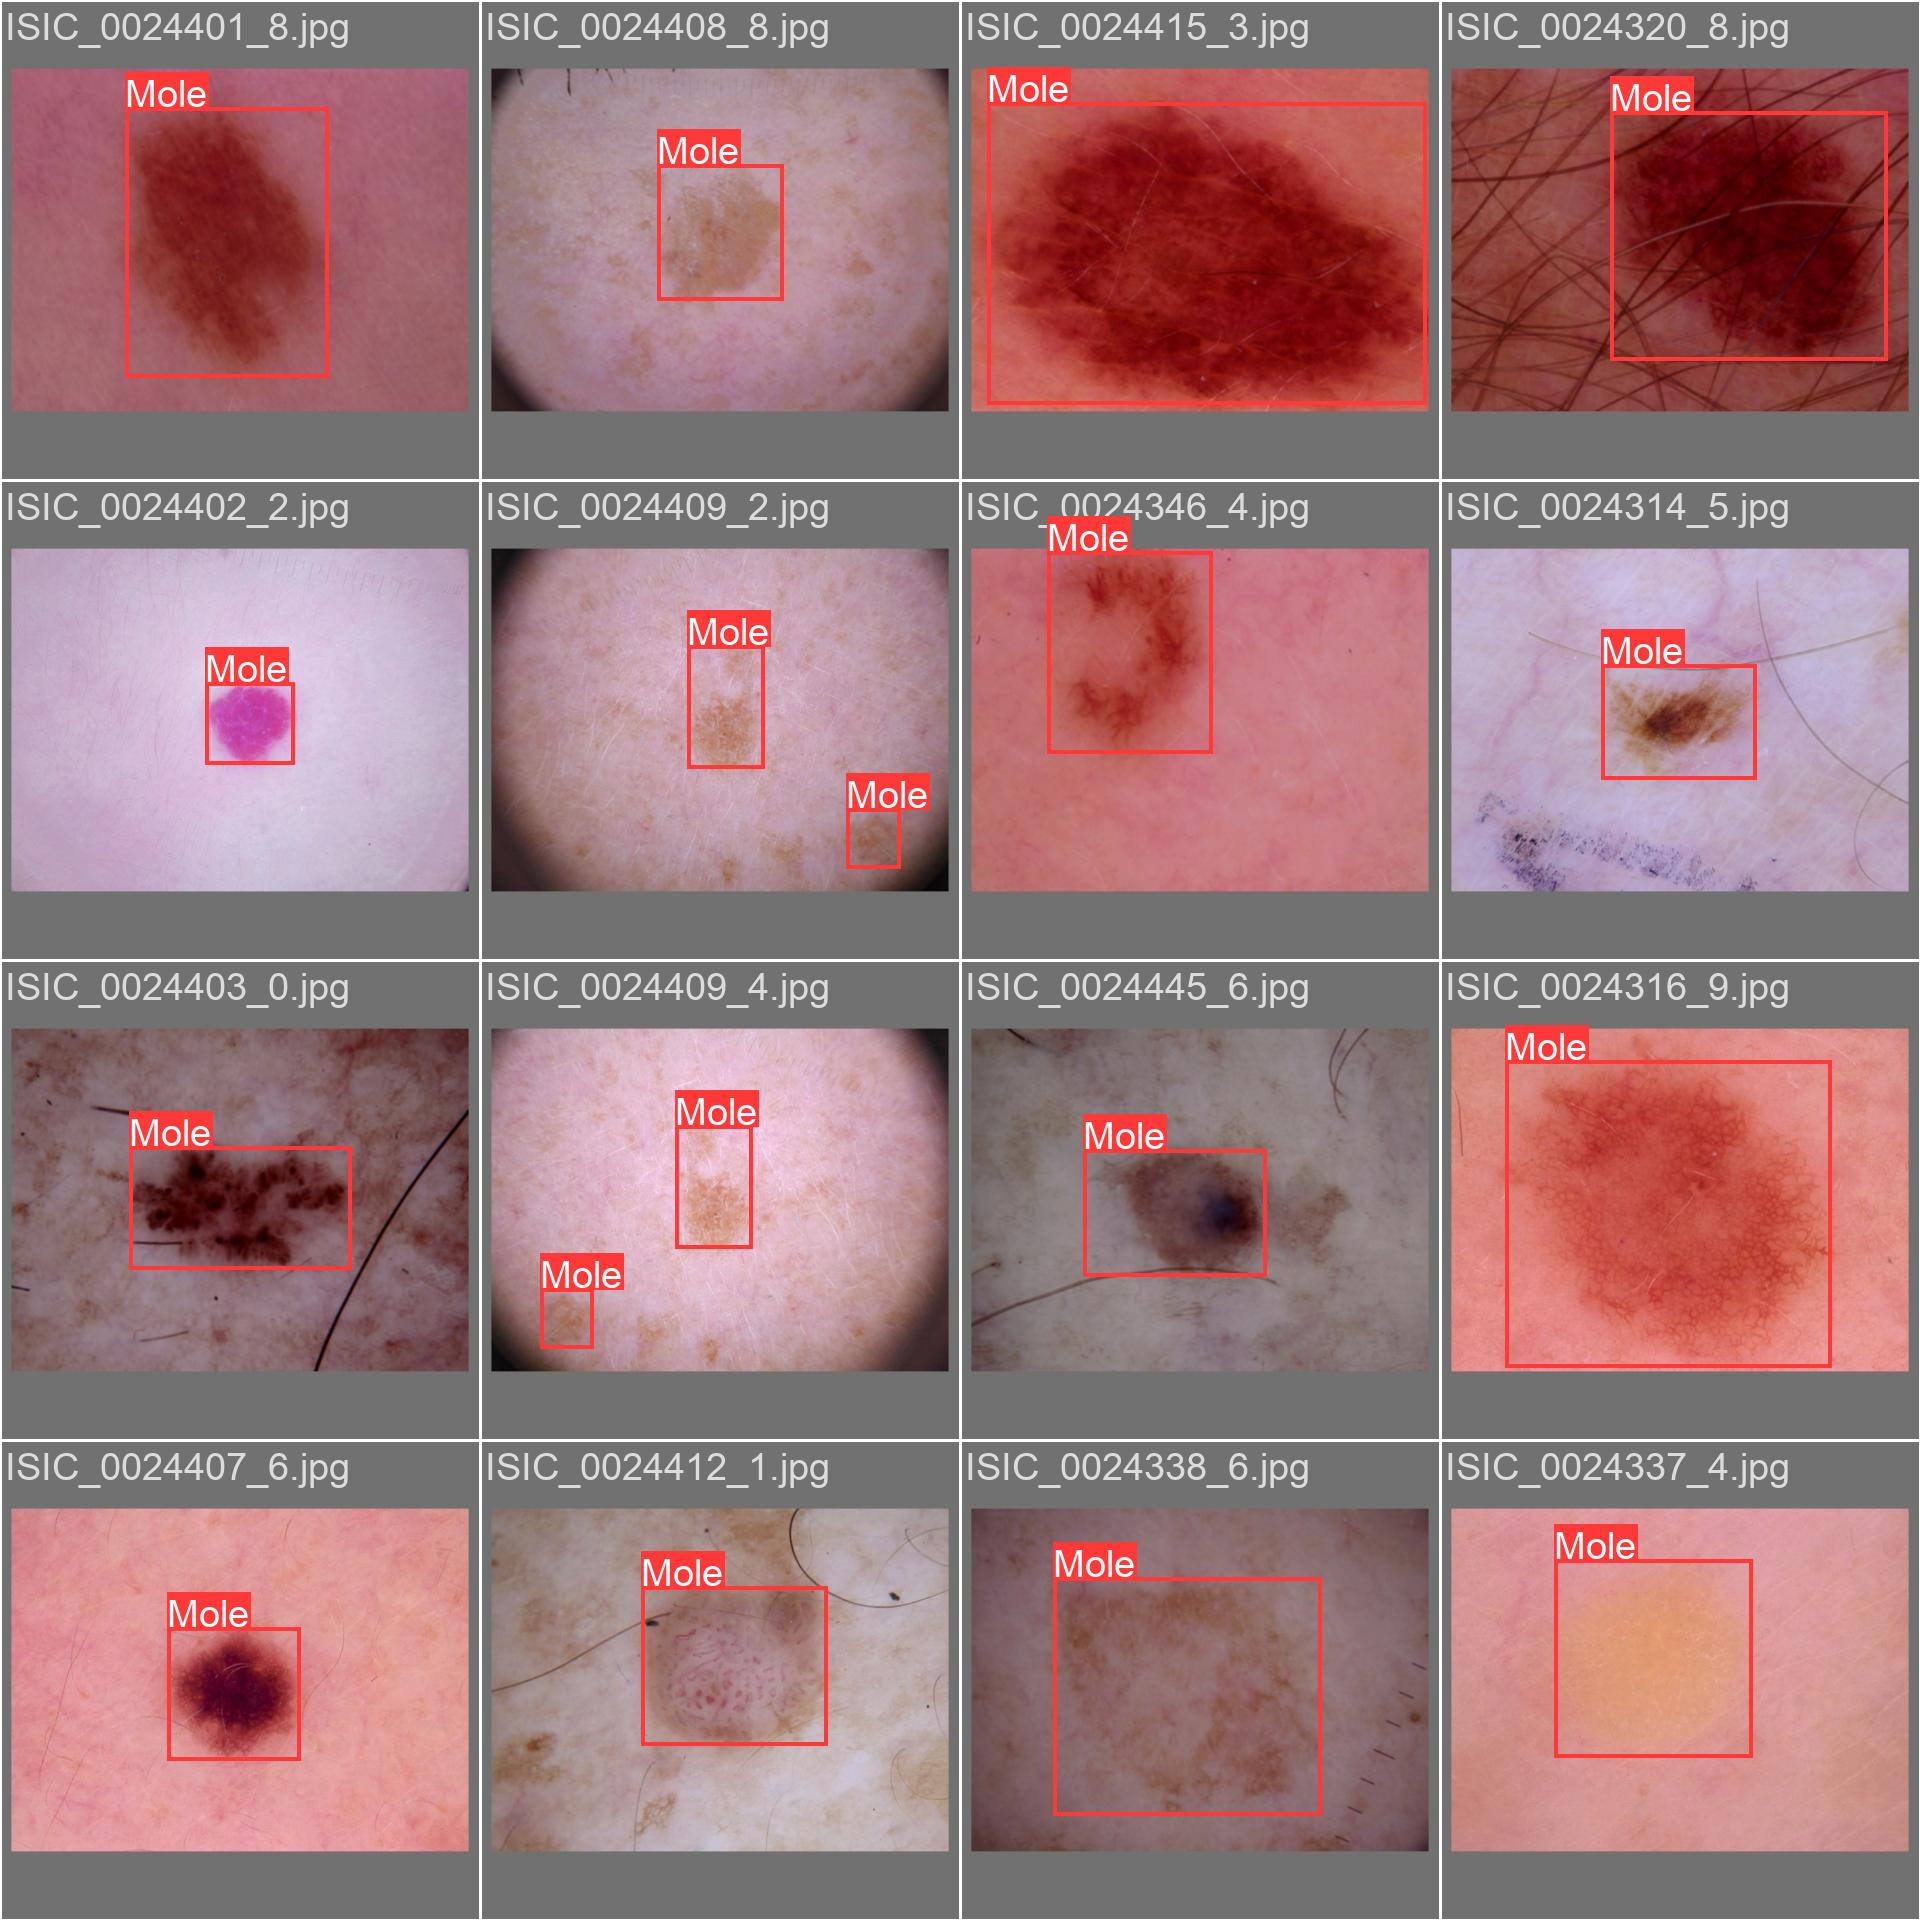 ISIC_0024401_8.jpg
Mole
ISIC_0024408_8.jpg
Mole
ISIC_0024415_3.jpg
Mole
ISIC_0024320_8.jpg
Mole
ISIC_0024402_2.jpg
Mole
ISIC_0024409_2.jpg
Mole
Mole
ISIC_0024346_4.jpg
Mole
ISIC_0024314_5.jpg
Mole
ISIC_0024403_0.jpg
Mole
ISIC_0024409_4.jpg
Mole
Mole
ISIC_0024445_6.jpg
Mole
ISIC_0024316_9.jpg
Mole
ISIC_0024407_6.jpg
Mole
ISIC_0024412_1.jpg
Mole
ISIC_0024338_6.jpg
Mole
ISIC_0024337_4.jpg
Mole